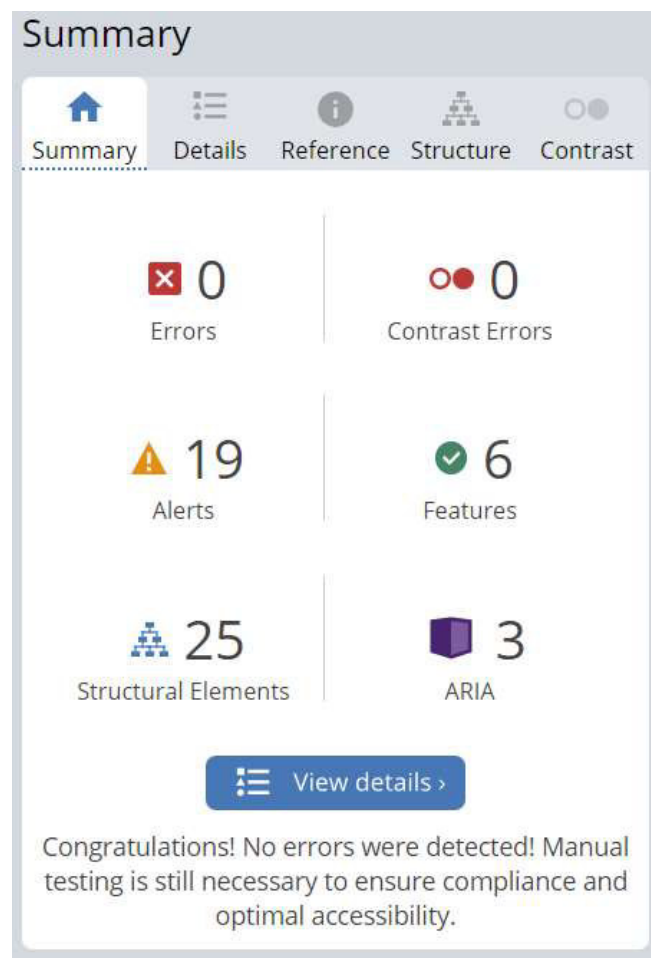 Summary
Summary Details Reference Structure Contrast
0 0
Errors Contrast Errors
19 6
Alerts Features
25 3
Structural Elements ARIA
View details ›
Congratulations! No errors were detected! Manual
testing is still necessary to ensure compliance and
optimal accessibility.